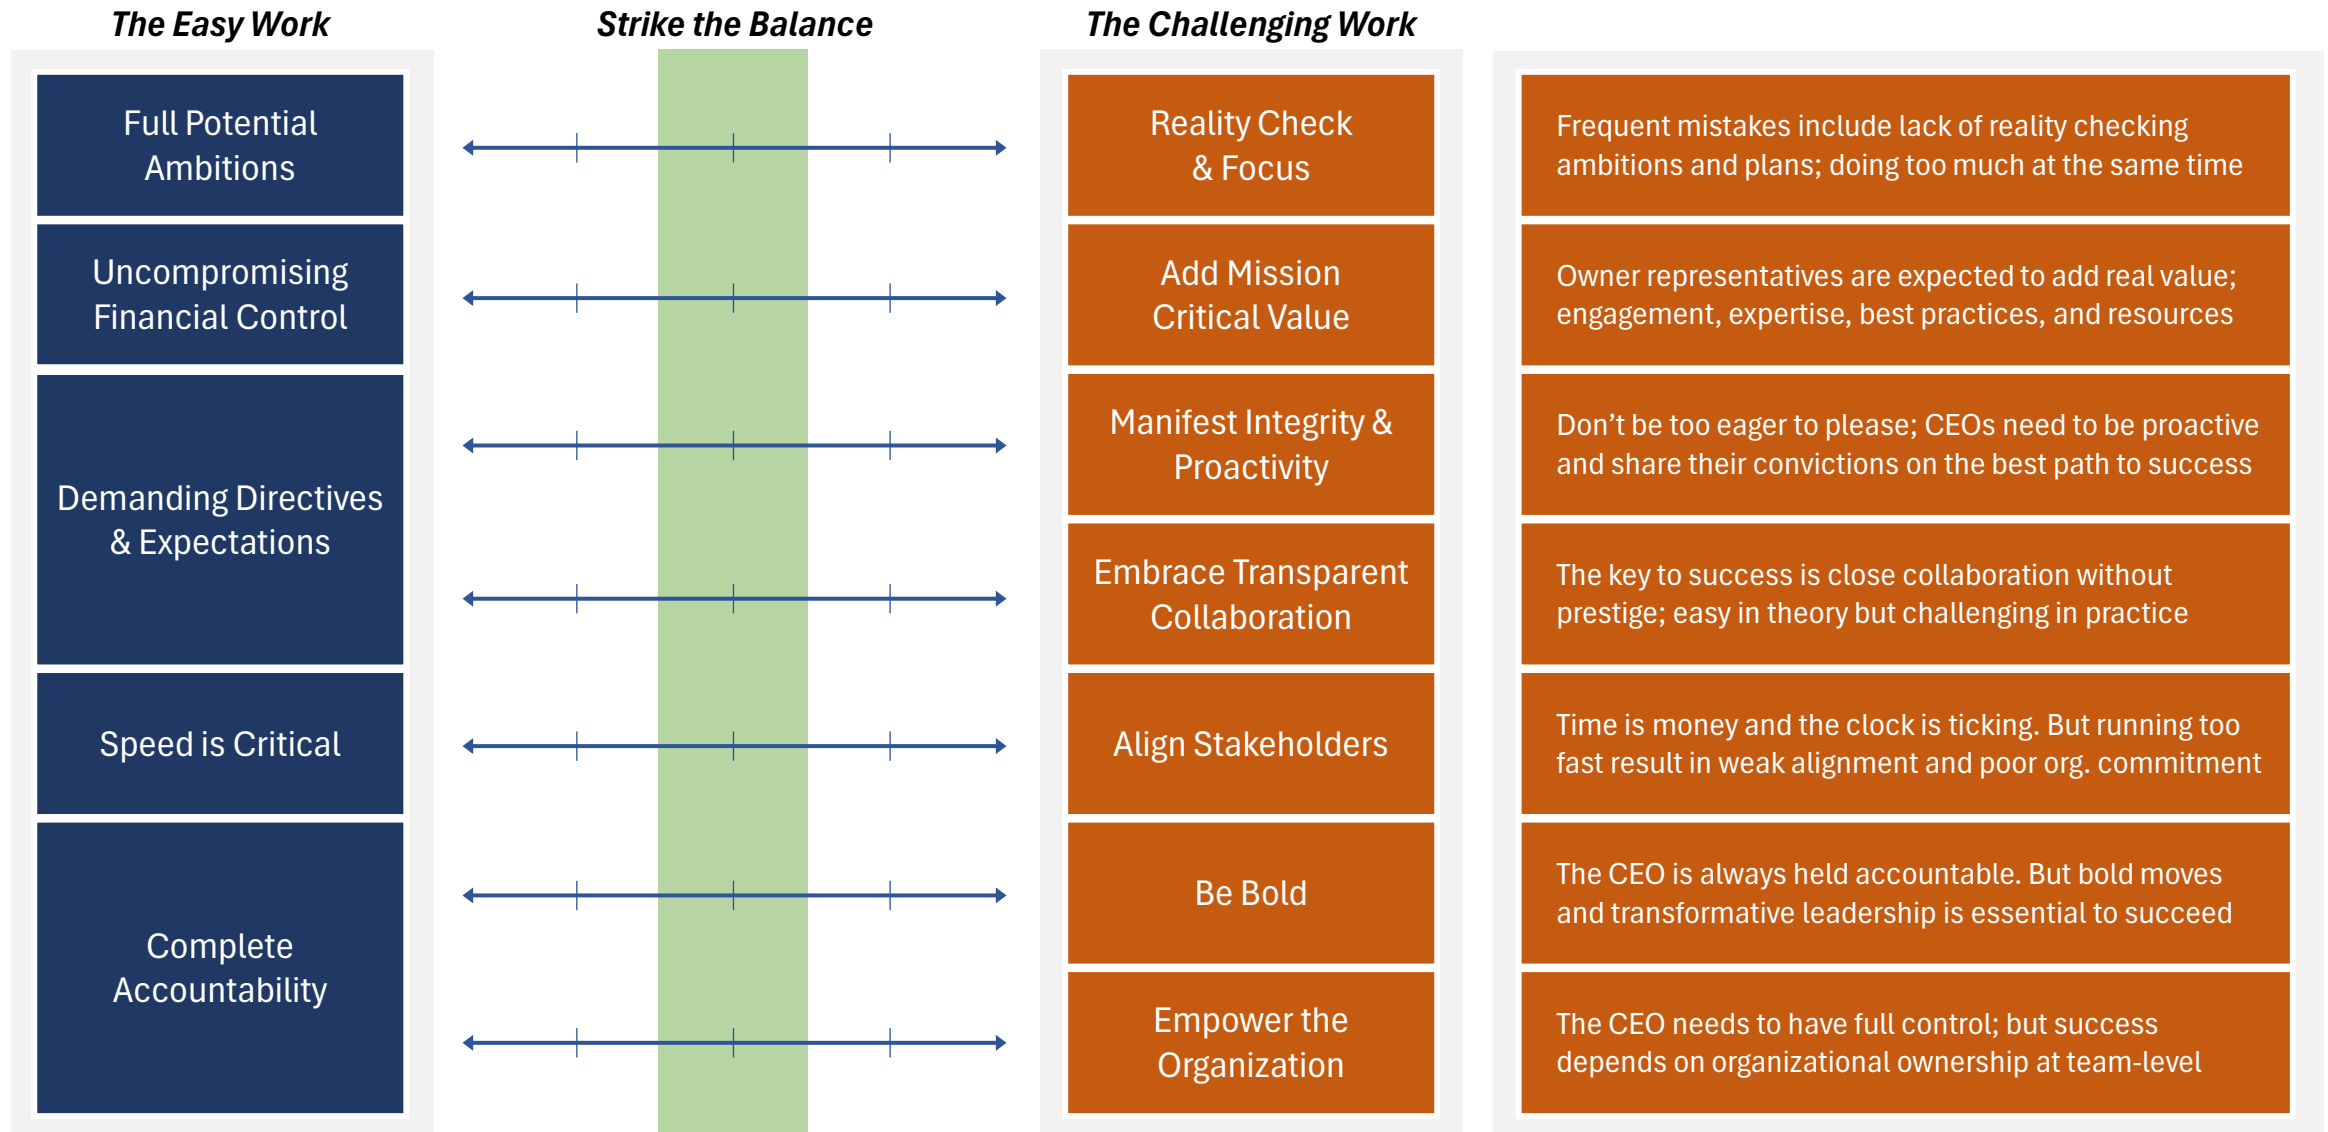 The Easy Work
Strike the Balance
The Challenging Work
Full Potential
Ambitions
Reality Check
& Focus
Frequent mistakes include lack of reality checking
ambitions and plans; doing too much at the same time
Uncompromising
Financial Control
Add Mission
Critical Value
Owner representatives are expected to add real value;
engagement, expertise, best practices, and resources
Demanding Directives
& Expectations
Manifest Integrity &
Proactivity
Don’t be too eager to please; CEOs need to be proactive
and share their convictions on the best path to success
Embrace Transparent
Collaboration
The key to success is close collaboration without
prestige; easy in theory but challenging in practice
Speed is Critical
Align Stakeholders
Time is money and the clock is ticking. But running too
fast result in weak alignment and poor org. commitment
Complete
Accountability
Be Bold
The CEO is always held accountable. But bold moves
and transformative leadership is essential to succeed
Empower the
Organization
The CEO needs to have full control; but success
depends on organizational ownership at team-level